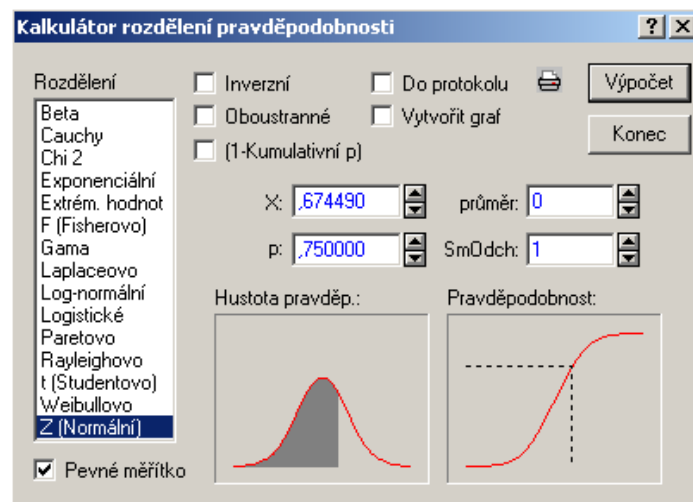 Kalkulátor rozdělení pravděpodobnosti
Rozdělení
Beta
Cauchy
Chi 2
Exponenciální
Extrém. hodnot
F (Fisherovo)
Gama
Laplaceovo
Log-normální
Logistické
Paretovo
Rayleighovo
t (Studentovo)
Weibullovo
Z (Normální)
Pevné měřítko
Inverzní
Oboustranné
(1-Kumulativní p)
Do protokolu
Vytvořit graf
Výpočet
Konec
X: ,674490
průměr: 0
p: ,750000
SmOdch: 1
Hustota pravděp.:
Pravděpodobnost: